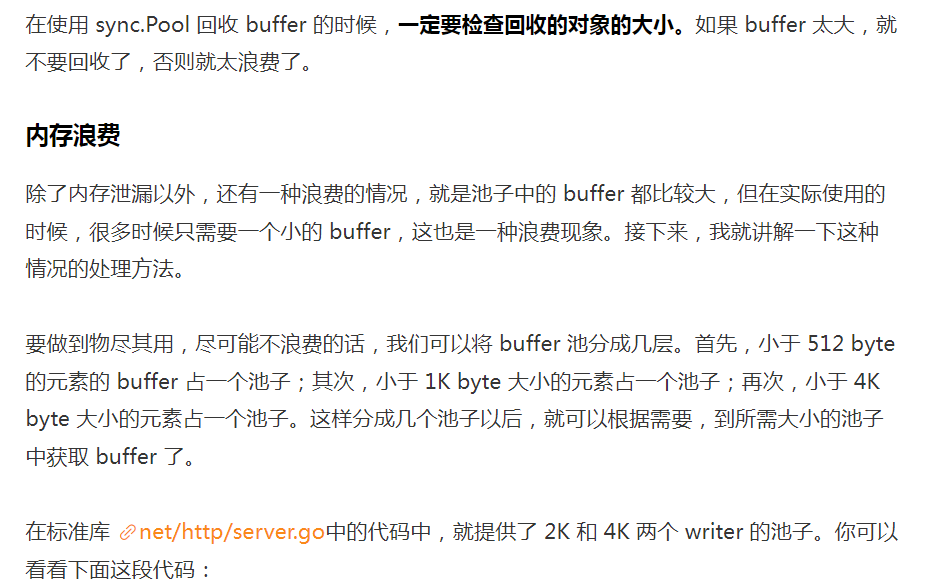 在使用 sync.Pool 回收 buffer 的时候，一定要检查回收的对象的大小。如果 buffer 太大，就
不要回收了，否则就太浪费了。
内存浪费
除了内存泄漏以外，还有一种浪费的情况，就是池子中的 buffer 都比较大，但在实际使用的
时候，很多时候只需要一个小的 buffer，这也是一种浪费现象。接下来，我就讲解一下这种
情况的处理方法。
要做到物尽其用，尽可能不浪费的话，我们可以将 buffer 池分成几层。首先，小于 512 byte
的元素的 buffer 占一个池子；其次，小于 1K byte 大小的元素占一个池子；再次，小于 4K
byte 大小的元素占一个池子。这样分成几个池子以后，就可以根据需要，到所需大小的池子
中获取 buffer 了。
在标准库 net/http/server.go中的代码中，就提供了 2K 和 4K 两个 writer 的池子。你可以
看看下面这段代码：